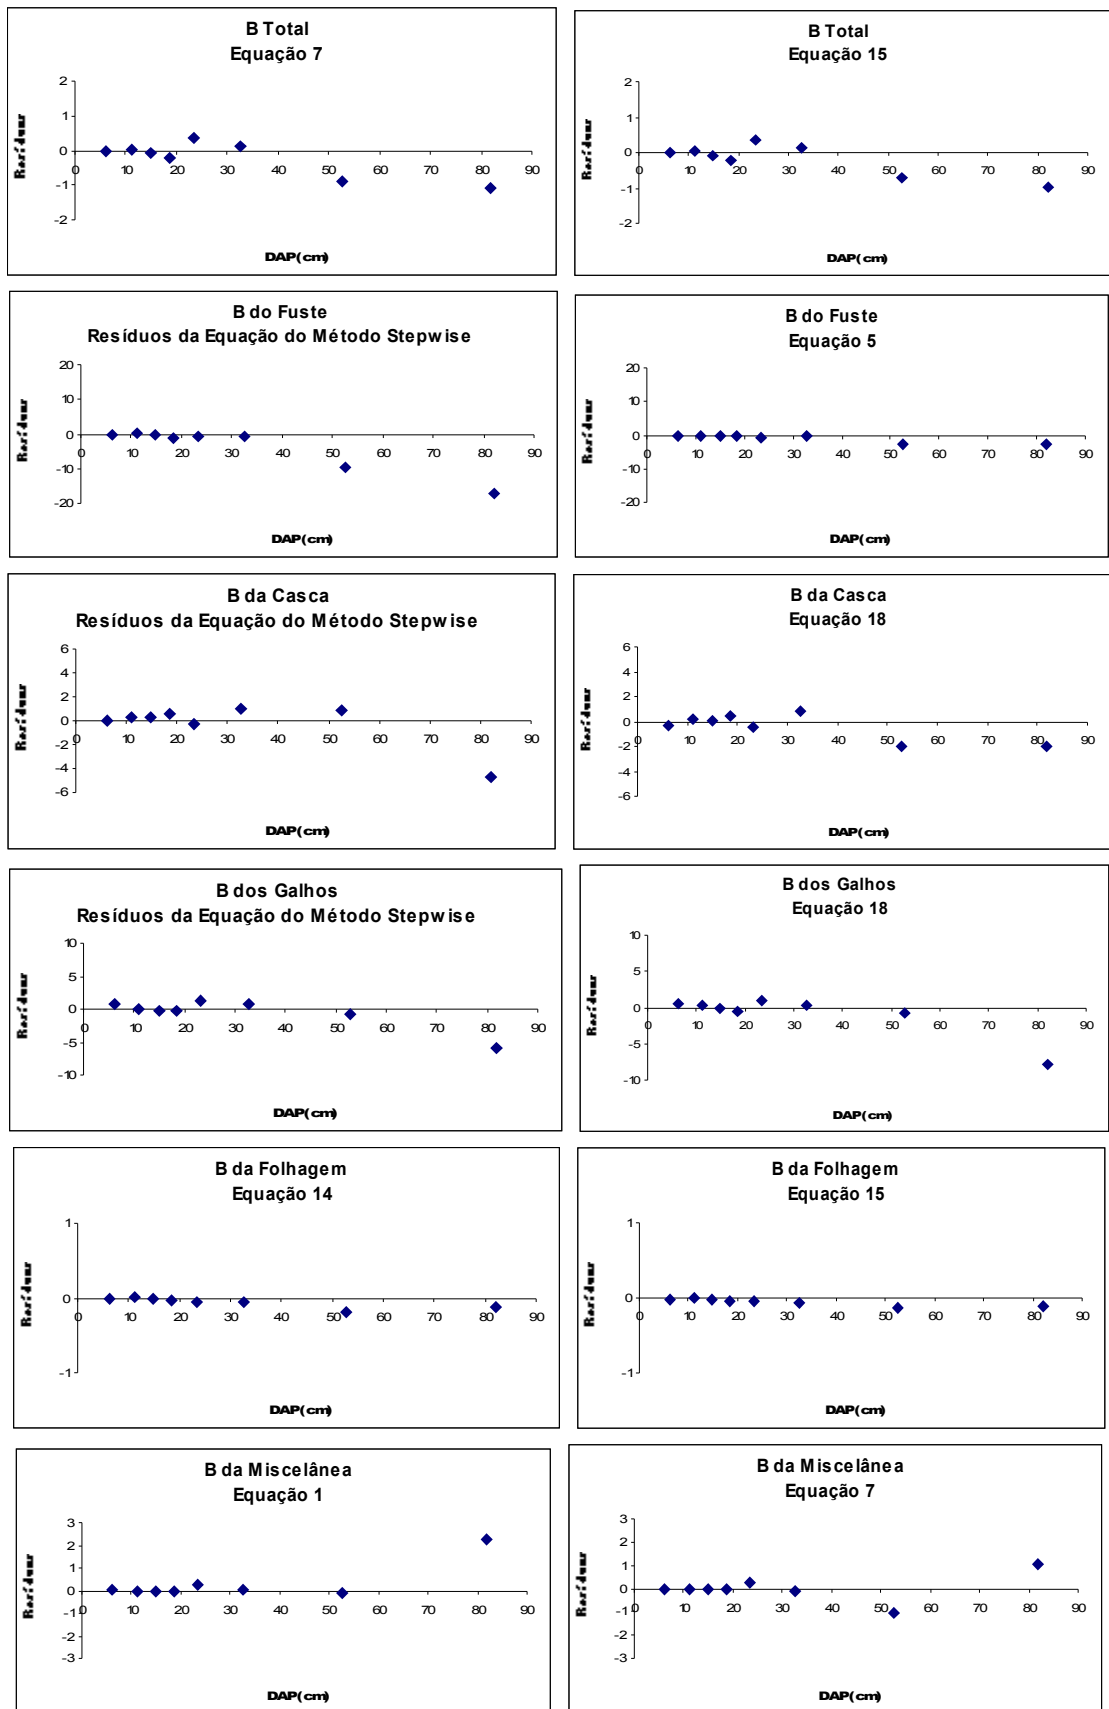 B Total
Equação 7
2
1
0
-1
-2
0 10 20 30 40 50 60 70 80 90
Resíduos
DAP(cm)
B Total
Equação 15
2
1
0
-1
-2
0 10 20 30 40 50 60 70 80 90
Resíduos
DAP(cm)
B do Fuste
Resíduos da Equação do Método Stepwise
20
10
0
-10
-20
0 10 20 30 40 50 60 70 80 90
Resíduos
DAP(cm)
B do Fuste
Equação 5
20
10
0
-10
-20
0 10 20 30 40 50 60 70 80 90
Resíduos
DAP(cm)
B da Casca
Resíduos da Equação do Método Stepwise
6
4
2
0
-2
-4
-6
0 10 20 30 40 50 60 70 80 90
Resíduos
DAP(cm)
B da Casca
Equação 18
6
4
2
0
-2
-4
-6
0 10 20 30 40 50 60 70 80 90
Resíduos
DAP(cm)
B dos Galhos
Resíduos da Equação do Método Stepwise
10
5
0
-5
-10
0 10 20 30 40 50 60 70 80 90
Resíduos
DAP(cm)
B dos Galhos
Equação 18
10
5
0
-5
-10
0 10 20 30 40 50 60 70 80 90
Resíduos
DAP(cm)
B da Folhagem
Equação 14
1
0
-1
0 10 20 30 40 50 60 70 80 90
Resíduos
DAP(cm)
B da Folhagem
Equação 15
1
0
-1
0 10 20 30 40 50 60 70 80 90
Resíduos
DAP(cm)
B da Miscelânea
Equação 1
3
2
1
0
-1
-2
-3
0 10 20 30 40 50 60 70 80 90
Resíduos
DAP(cm)
B da Miscelânea
Equação 7
3
2
1
0
-1
-2
-3
0 10 20 30 40 50 60 70 80 90
Resíduos
DAP(cm)